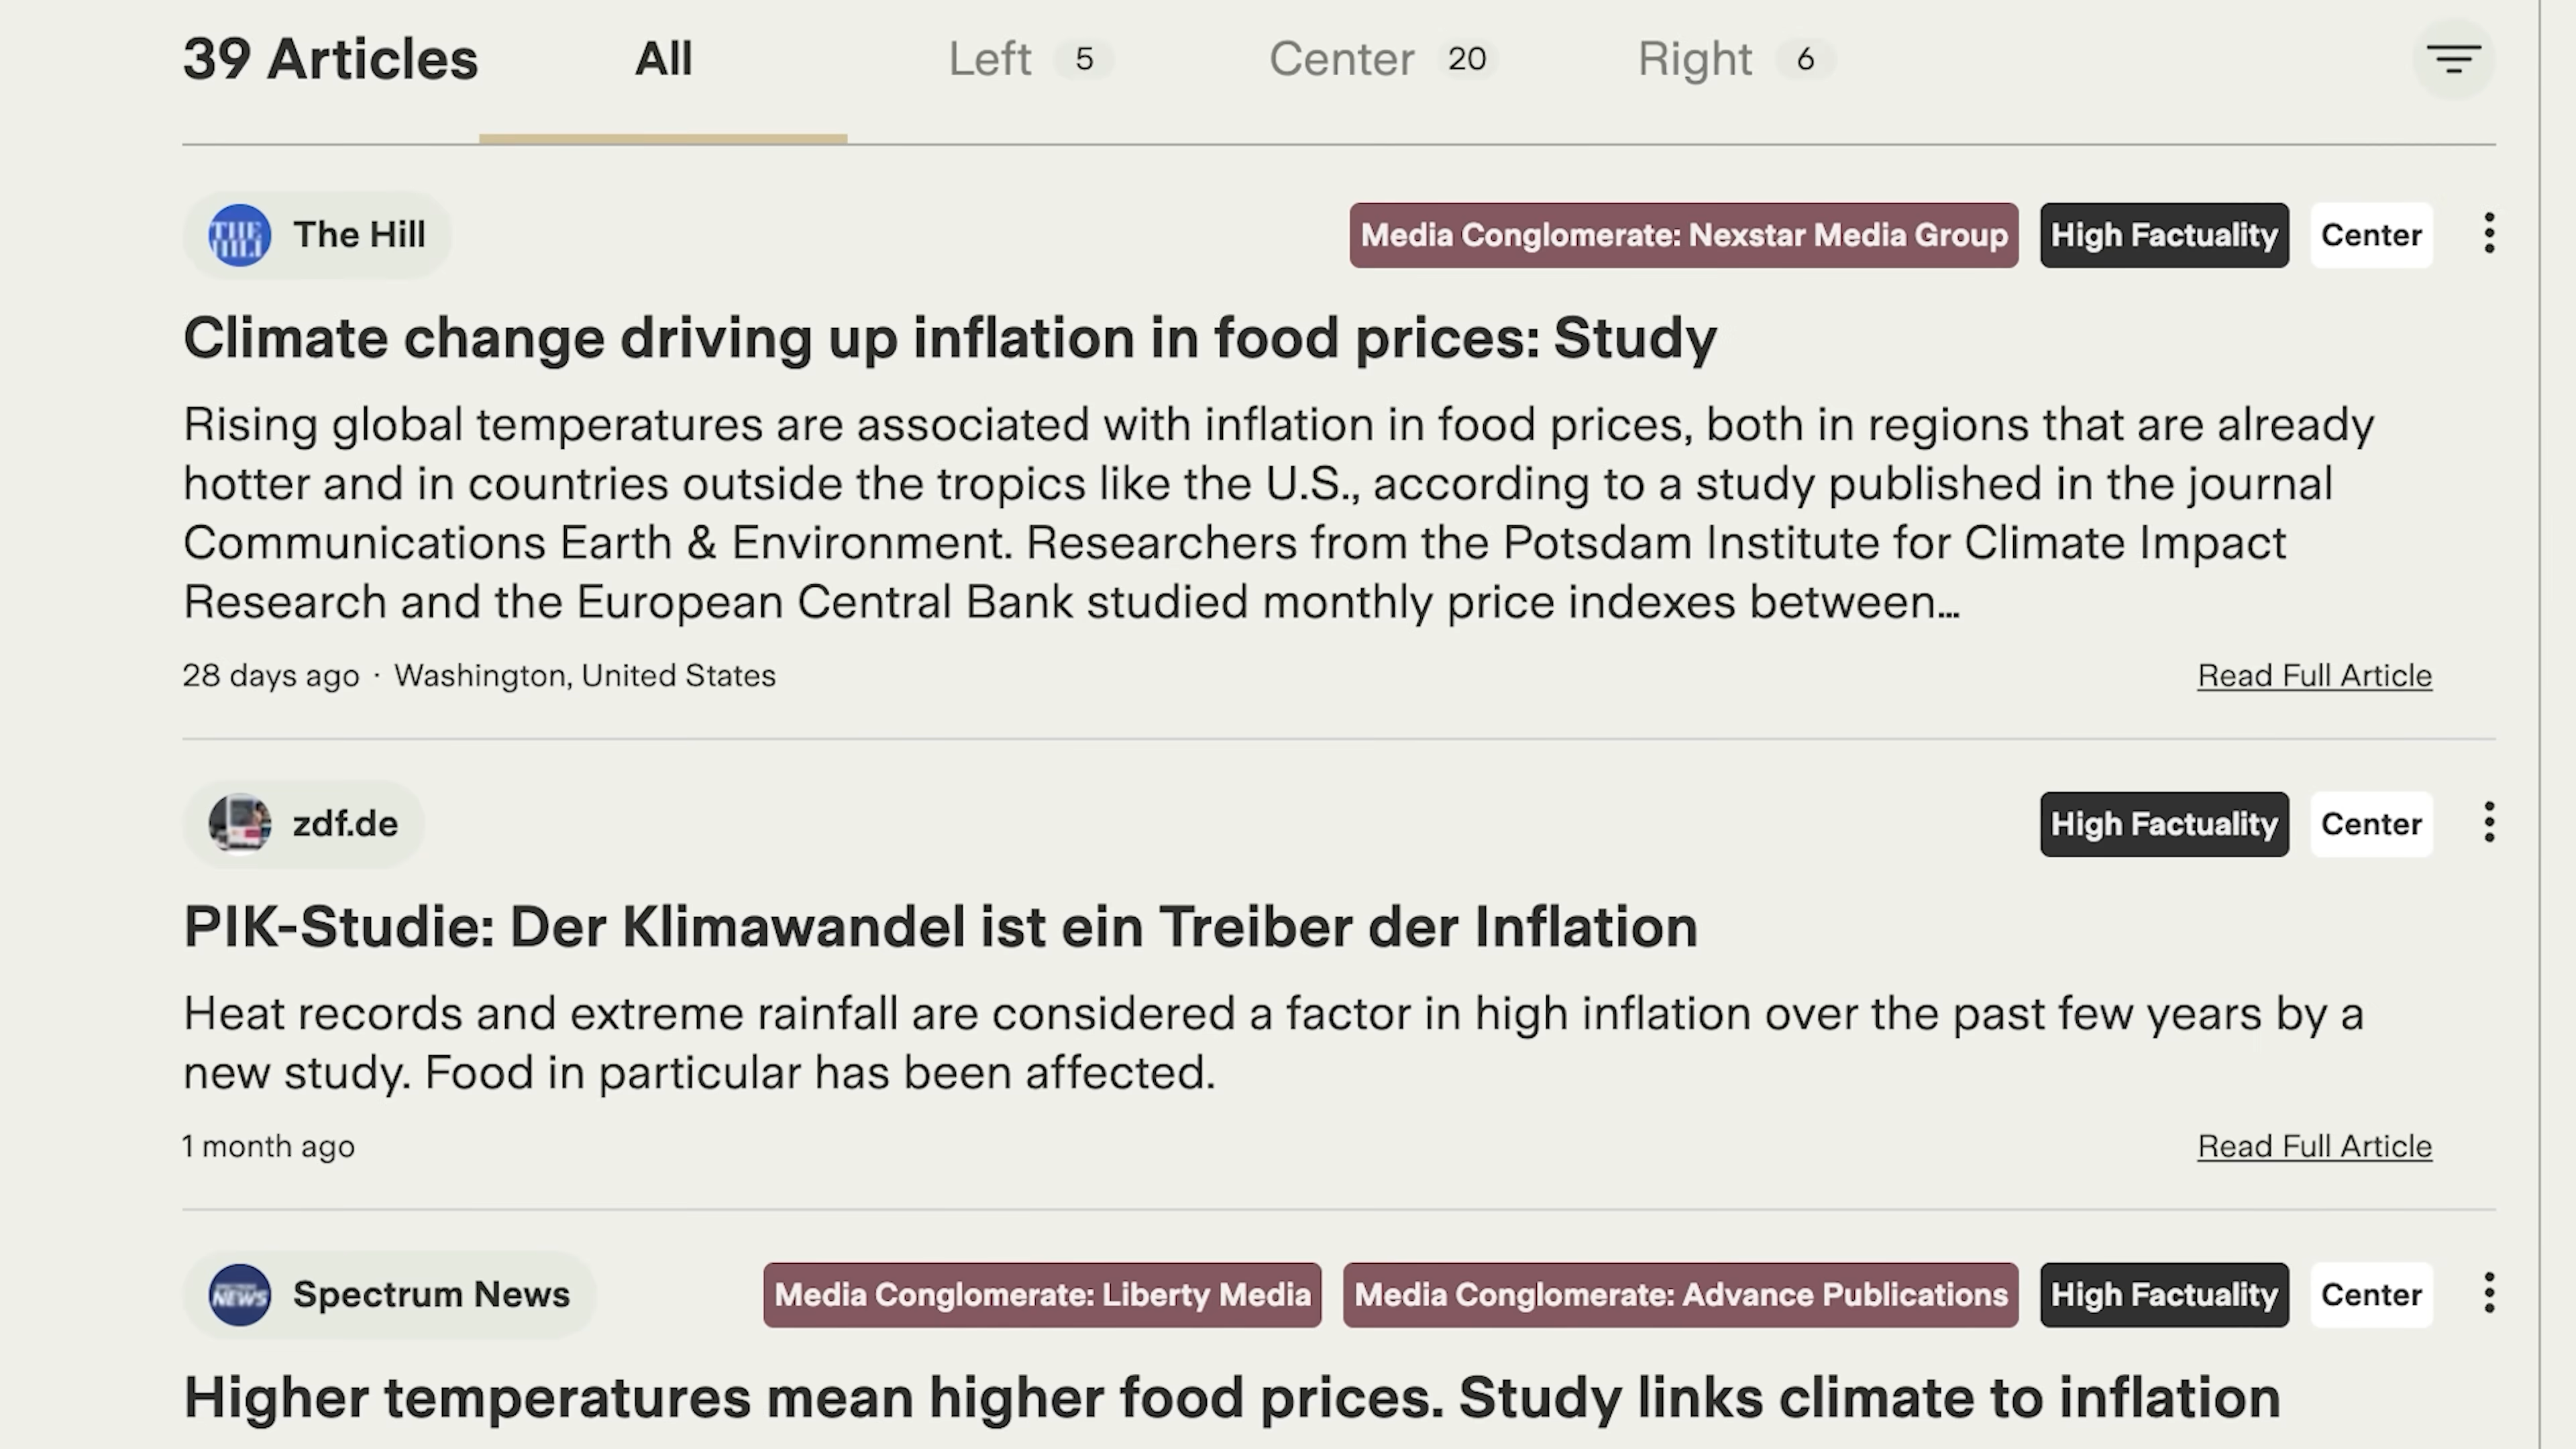 39 Articles All Left 5 Center 20 Right 6
THE HILL The Hill Media Conglomerate: Nexstar Media Group High Factuality Center
Climate change driving up inflation in food prices: Study
Rising global temperatures are associated with inflation in food prices, both in regions that are already
hotter and in countries outside the tropics like the U.S., according to a study published in the journal
Communications Earth & Environment. Researchers from the Potsdam Institute for Climate Impact
Research and the European Central Bank studied monthly price indexes between...
28 days ago · Washington, United States Read Full Article
zdf.de High Factuality Center
PIK-Studie: Der Klimawandel ist ein Treiber der Inflation
Heat records and extreme rainfall are considered a factor in high inflation over the past few years by a
new study. Food in particular has been affected.
1 month ago Read Full Article
NEWS Spectrum News Media Conglomerate: Liberty Media Media Conglomerate: Advance Publications High Factuality Center
Higher temperatures mean higher food prices. Study links climate to inflation